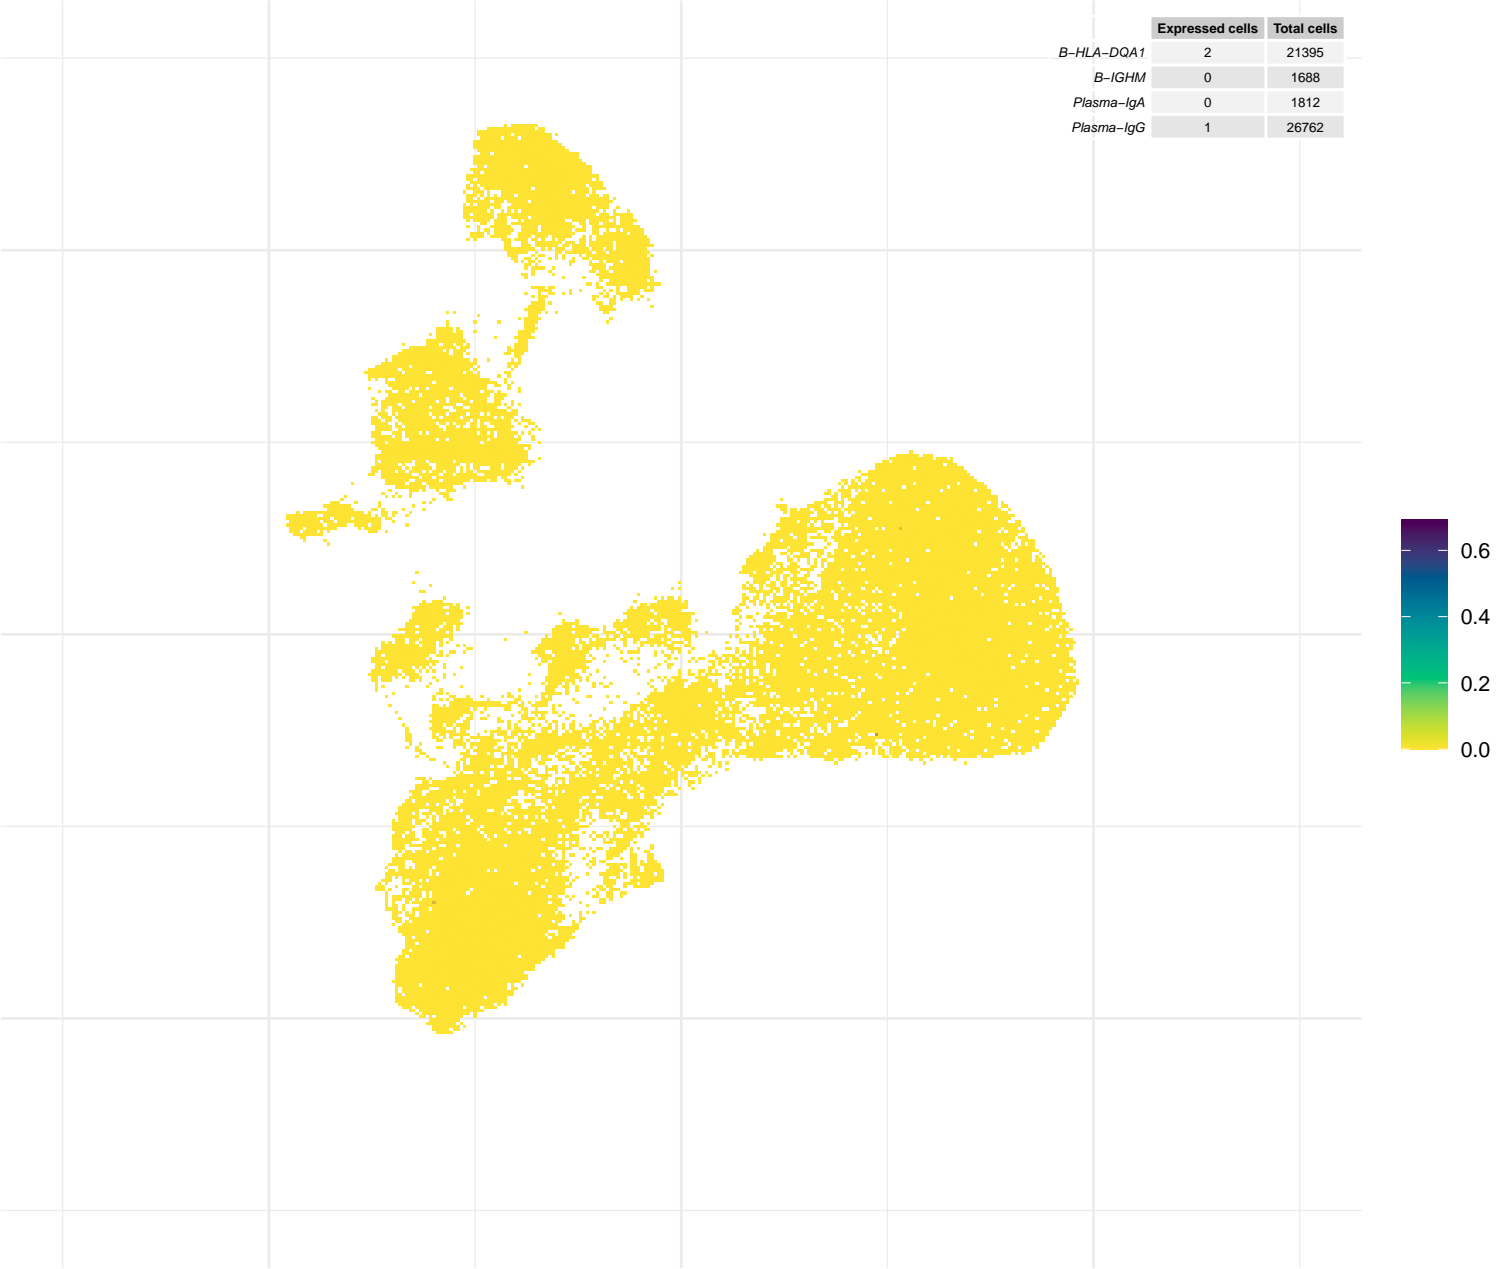 Expressed cells Total cells
B−HLA−DQA1 2 21395
B−IGHM 0 1688
Plasma−IgA 0 1812
Plasma−IgG 1 26762
0.6
0.4
0.2
0.0